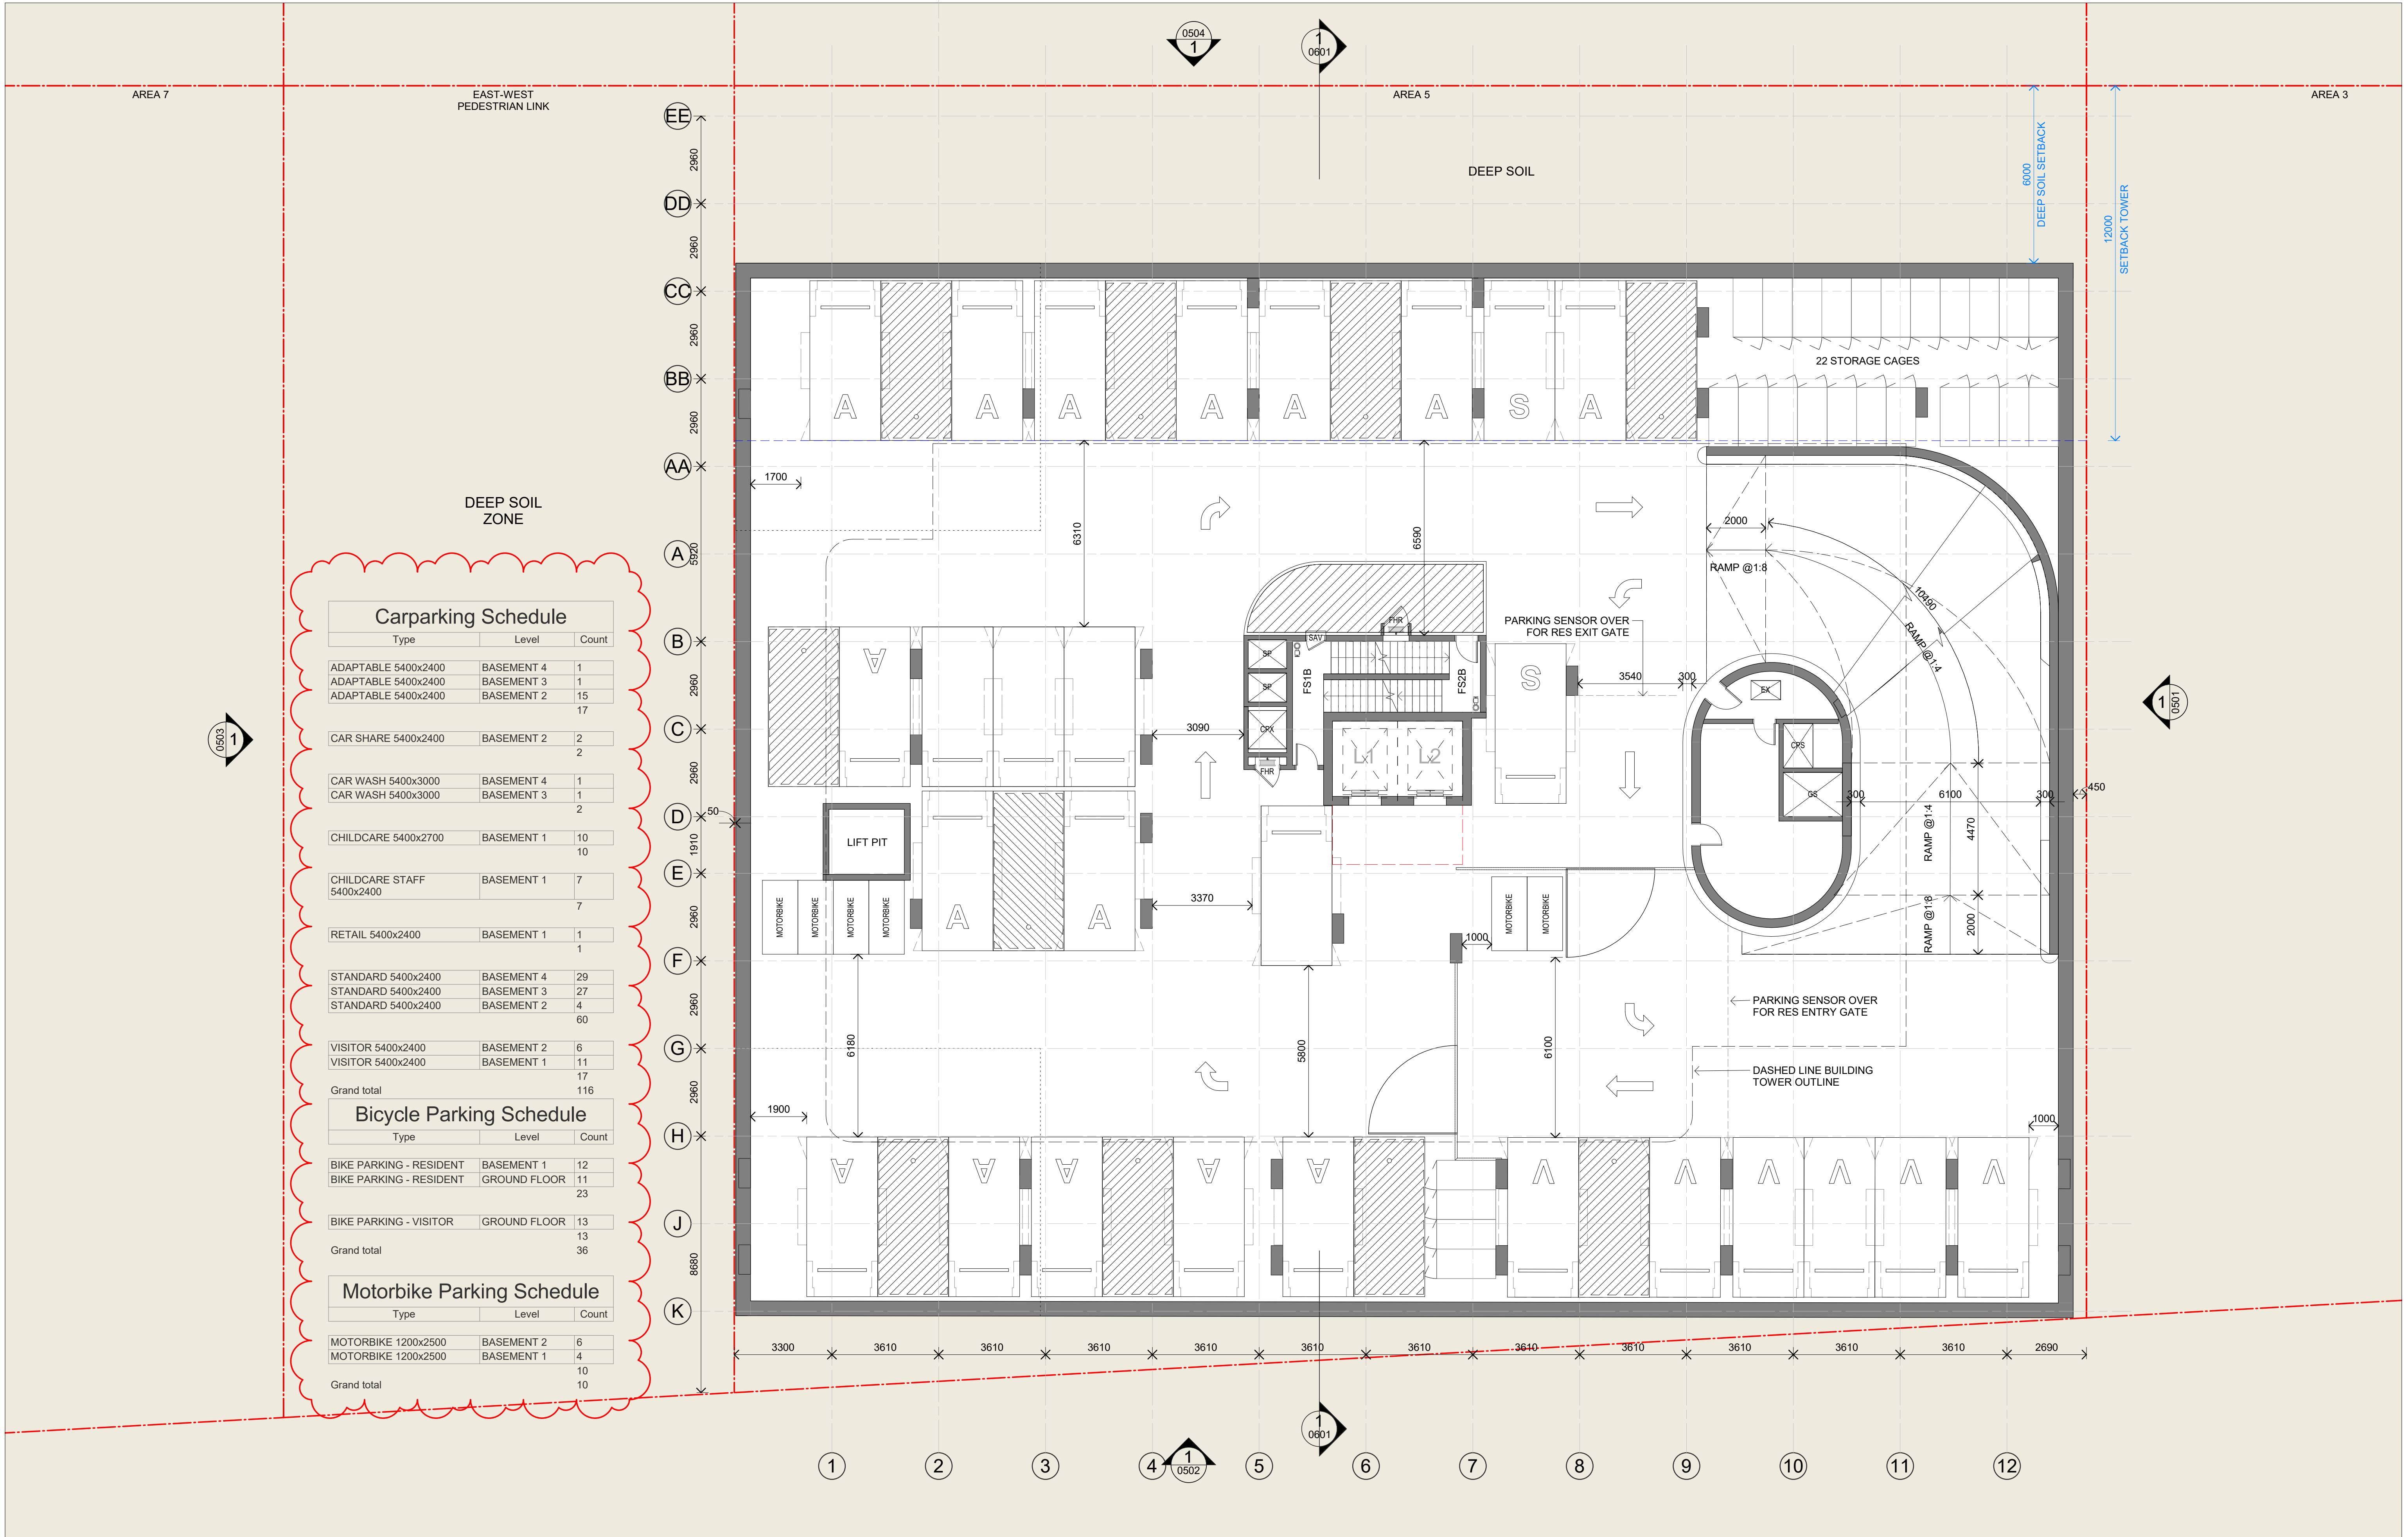 0504
1
1
0601
AREA 7
EAST-WEST
PEDESTRIAN LINK
AREA 5
AREA 3
EE
2960
DEEP SOIL
6000
DEEP SOIL SETBACK
12000
SETBACK TOWER
DD
2960
CC
2960
22 STORAGE CAGES
BB
2960
A
A
A
A
A
A
S
A
AA
1700
DEEP SOIL
ZONE
2000
A
5920
6310
6590
RAMP @1:8
10490
Carparking Schedule
Type Level Count
ADAPTABLE 5400x2400 BASEMENT 4 1
ADAPTABLE 5400x2400 BASEMENT 3 1
ADAPTABLE 5400x2400 BASEMENT 2 15
17
CAR SHARE 5400x2400 BASEMENT 2 2
2
CAR WASH 5400x3000 BASEMENT 4 1
CAR WASH 5400x3000 BASEMENT 3 1
2
CHILDCARE 5400x2700 BASEMENT 1 10
10
CHILDCARE STAFF BASEMENT 1 7
5400x2400
7
RETAIL 5400x2400 BASEMENT 1 1
1
STANDARD 5400x2400 BASEMENT 4 29
STANDARD 5400x2400 BASEMENT 3 27
STANDARD 5400x2400 BASEMENT 2 4
60
VISITOR 5400x2400 BASEMENT 2 6
VISITOR 5400x2400 BASEMENT 1 11
17
Grand total 116
Bicycle Parking Schedule
Type Level Count
BIKE PARKING - RESIDENT BASEMENT 1 12
BIKE PARKING - RESIDENT GROUND FLOOR 11
23
BIKE PARKING - VISITOR GROUND FLOOR 13
13
Grand total 36
Motorbike Parking Schedule
Type Level Count
MOTORBIKE 1200x2500 BASEMENT 2 6
MOTORBIKE 1200x2500 BASEMENT 1 4
10
Grand total 10
PARKING SENSOR OVER
FOR RES EXIT GATE
FHR
SAV
B
A
SP
FS1B
FS2B
S
3540
300
RAMP @1:4
2960
SP
EX
1
0501
0503
1
C
3090
CPX
L1
L2
CPS
2960
FHR
GS
300
6100
300
450
D
50
1910
LIFT PIT
RAMP @1:4
4470
E
2960
MOTORBIKE
MOTORBIKE
MOTORBIKE
MOTORBIKE
A
A
3370
MOTORBIKE
MOTORBIKE
1000
RAMP @1:8
2000
F
2960
PARKING SENSOR OVER
FOR RES ENTRY GATE
G
6180
5800
6100
2960
DASHED LINE BUILDING
TOWER OUTLINE
1900
1000
H
A
A
A
A
A
V
V
V
V
V
J
8680
K
3300
3610
3610
3610
3610
3610
3610
3610
3610
3610
3610
3610
2690
1
0601
1
0502
1
2
3
4
5
6
7
8
9
10
11
12